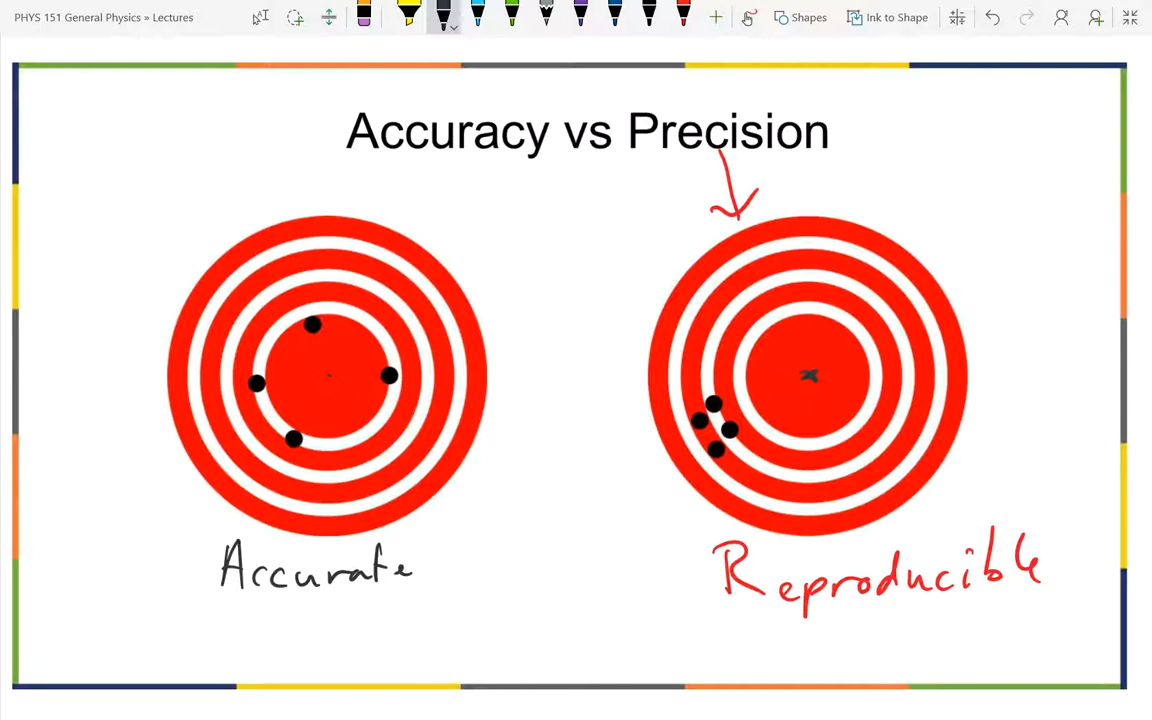 PHYS 151 General Physics » Lectures
Shapes
Ink to Shape
Accuracy vs Precision
Accurate
Reproducible